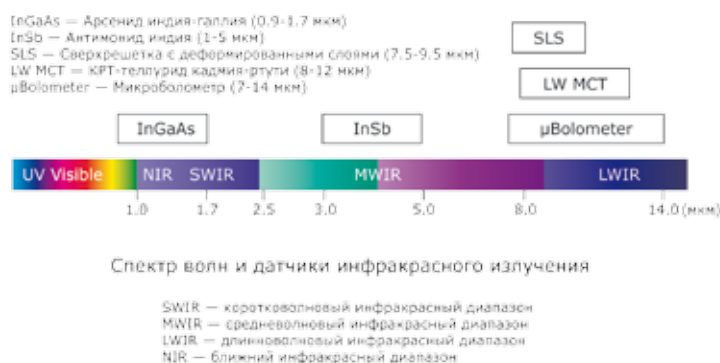 InGaAs — Арсенид индия-галлия (0.9-1.7 мкм)
InSb — Антимонид индия (1-5 мкм)
SLS — Сверхрешетка с деформированными слоями (7.5-9.5 мкм)
LW MCT — КРТ-теллурид кадмия-ртути (8-12 мкм)
µBolometer — Микроболометр (7-14 мкм)
SLS
LW MCT
InGaAs
InSb
µBolometer
UV Visible NIR SWIR MWIR LWIR
1.0 1.7 2.5 3.0 5.0 8.0 14.0 (мкм)
Спектр волн и датчики инфракрасного излучения
SWIR — коротковолновый инфракрасный диапазон
MWIR — средневолновый инфракрасный диапазон
LWIR — длинноволновый инфракрасный диапазон
NIR — ближний инфракрасный диапазон